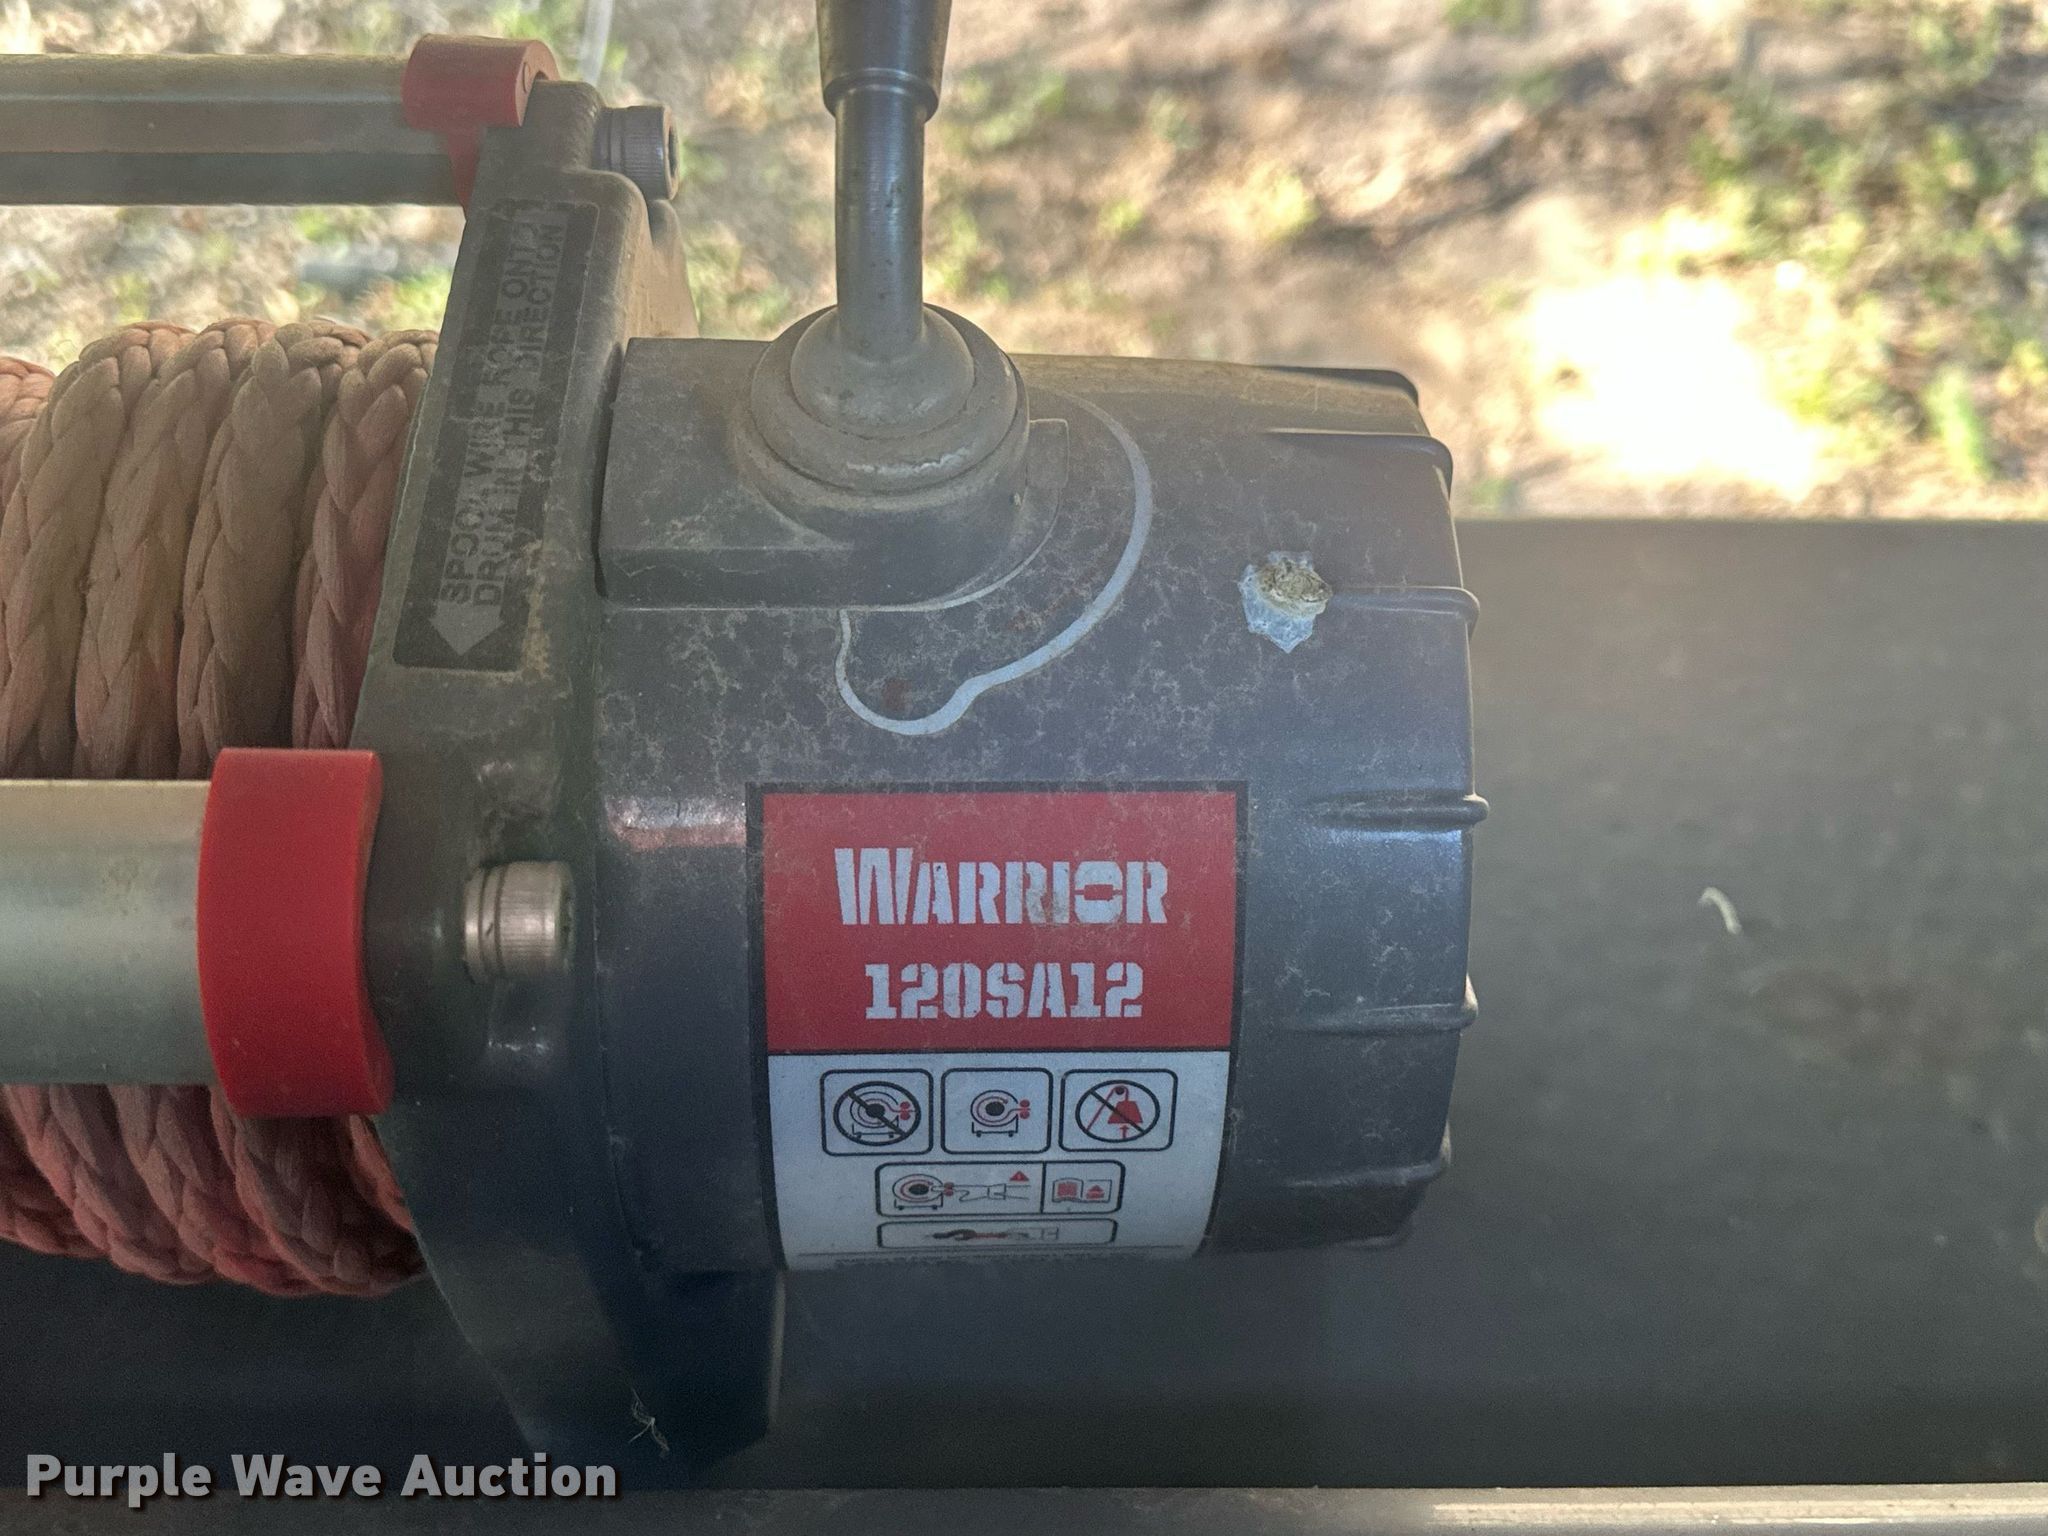 SPOOL WIRE ROPE ONTO
DRUM IN THIS DIRECTION
WARRIOR
120SA12
Purple Wave Auction